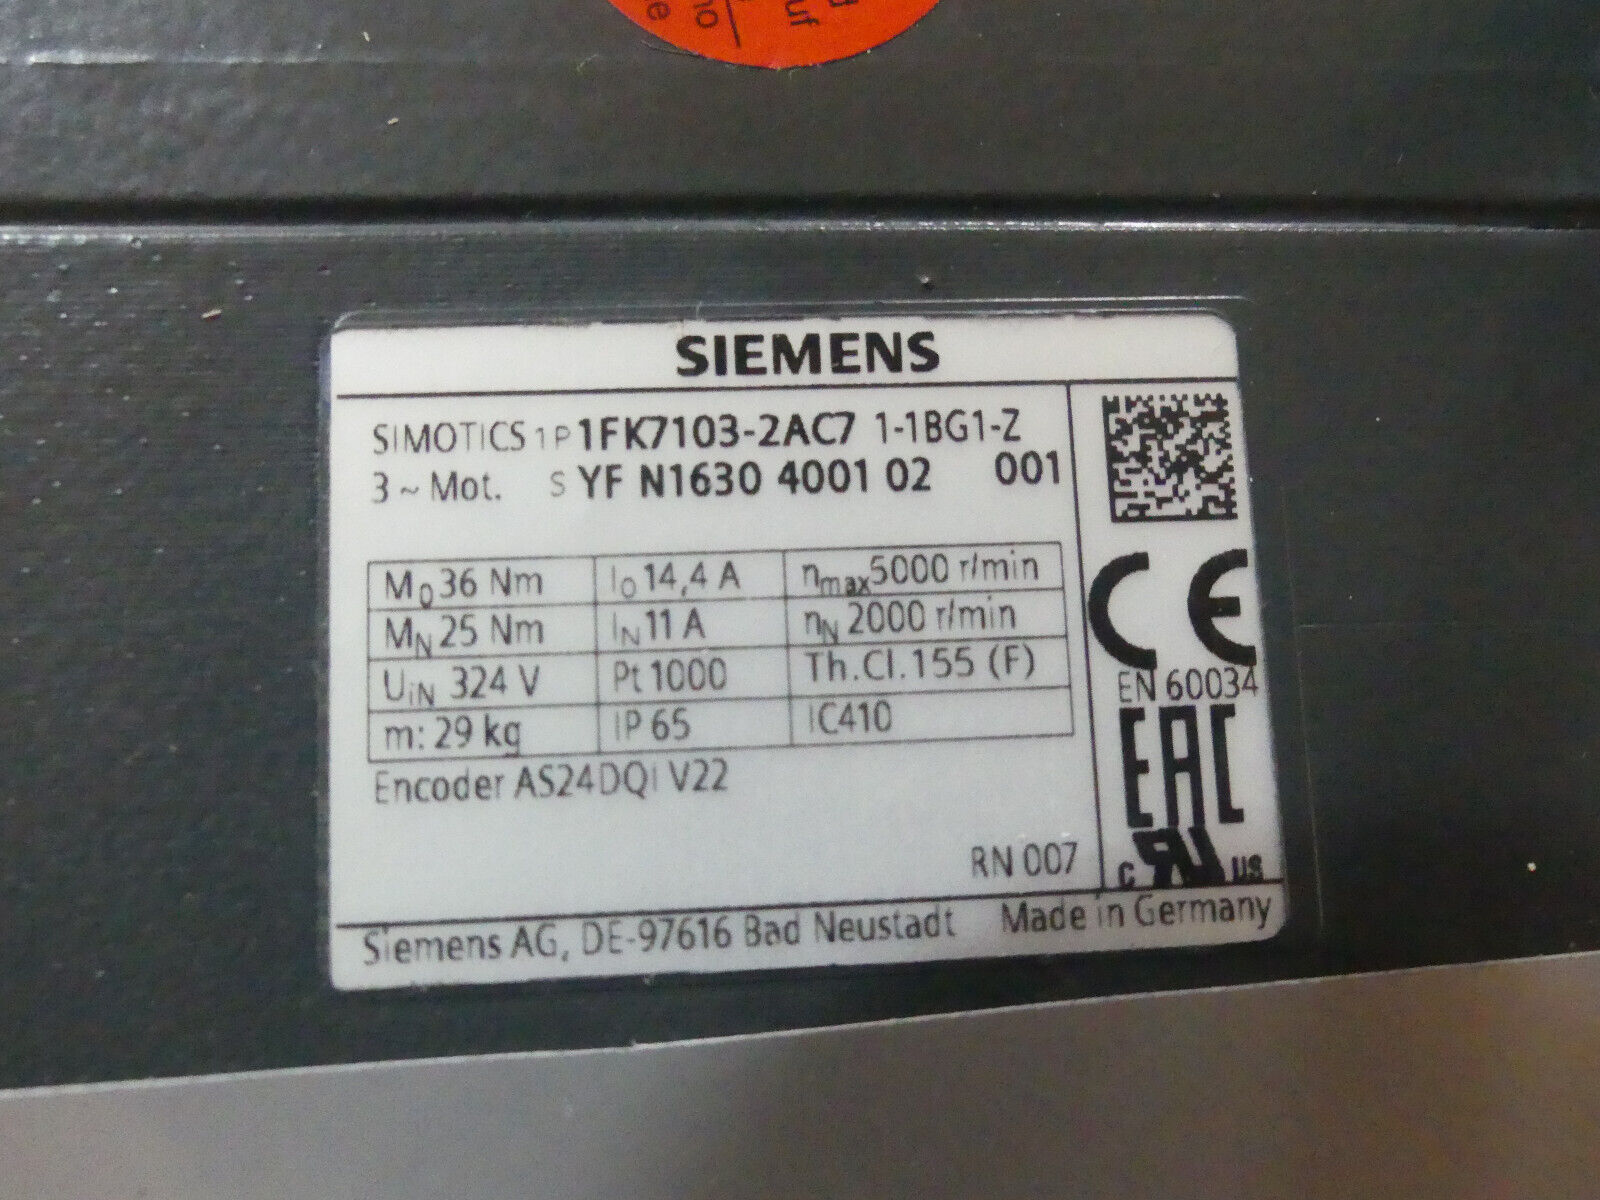 SIEMENS
SIMOTICS 1P 1FK7103-2AC7 1-1BG1-Z
3 ~ Mot. S YF N1630 4001 02 001
M0 36 Nm I0 14,4 A nmax 5000 r/min
MN 25 Nm IN 11 A nN 2000 r/min
UiN 324 V Pt 1000 Th.Cl. 155 (F)
m: 29 kg IP 65 IC410
Encoder AS24DQI V22
RN 007
CE
EN 60034
EAC
c RU us
Siemens AG, DE-97616 Bad Neustadt Made in Germany